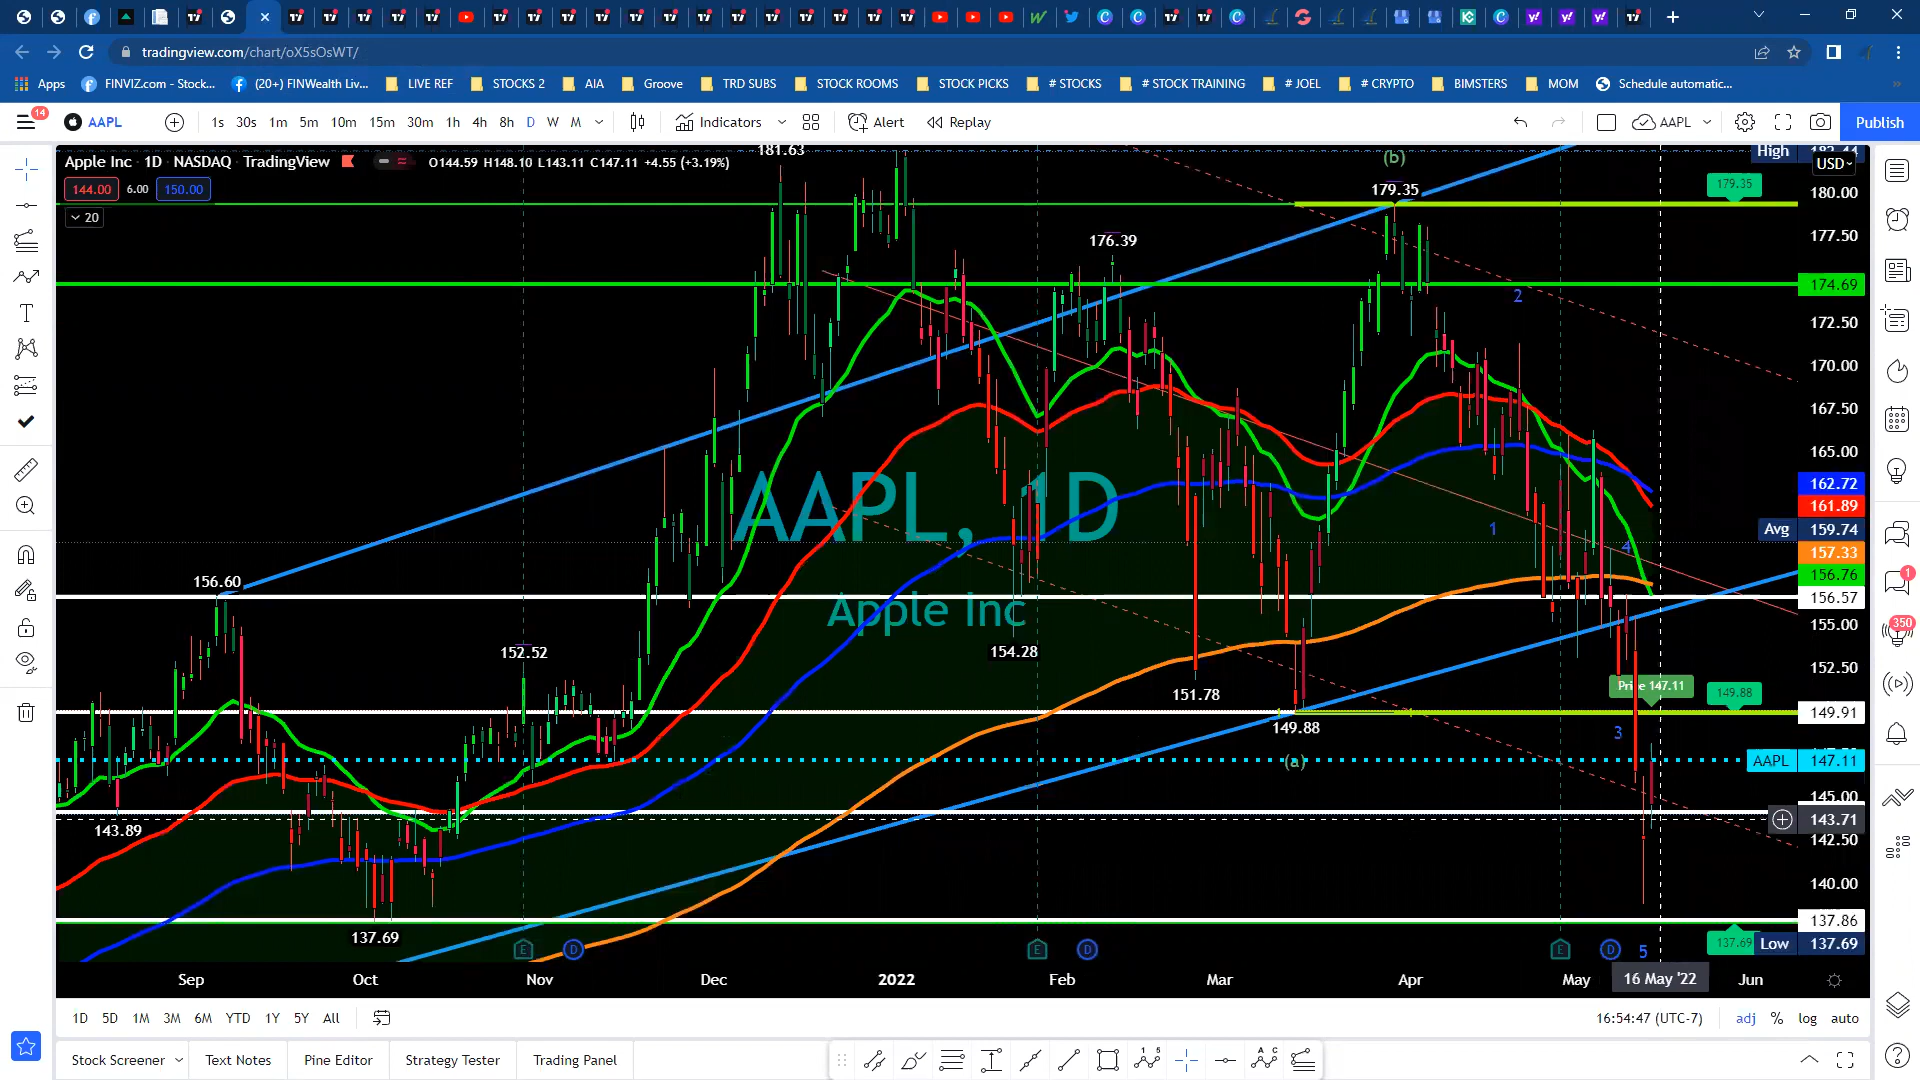 tradingview.com/chart/oX5sOsWT/
Apps FINVIZ.com - Stock... (20+) FINWealth Liv... LIVE REF STOCKS 2 AIA Groove TRD SUBS STOCK ROOMS STOCK PICKS # STOCKS # STOCK TRAINING # JOEL # CRYPTO BIMSTERS MOM Schedule automatic...
14 AAPL 1s 30s 1m 5m 10m 15m 30m 1h 4h 8h D W M Indicators Alert Replay AAPL Publish
Apple Inc · 1D · NASDAQ · TradingView O144.59 H148.10 L143.11 C147.11 +4.55 (+3.19%)
144.00 6.00 150.00
20
181.63
(b)
179.35
176.39
2
AAPL, 1D
Apple Inc
1
4
156.60
152.52
154.28
151.78
149.88
(a)
3
143.89
137.69
5
Price 147.11
High
USD
179.35
180.00
177.50
174.69
172.50
170.00
167.50
165.00
162.72
161.89
Avg 159.74
157.33
156.76
156.57
155.00
152.50
149.88
149.91
AAPL 147.11
145.00
143.71
142.50
140.00
137.86
137.69 Low 137.69
E D E D E D
Sep Oct Nov Dec 2022 Feb Mar Apr May 16 May '22 Jun
1D 5D 1M 3M 6M YTD 1Y 5Y All 16:54:47 (UTC-7) adj % log auto
Stock Screener Text Notes Pine Editor Strategy Tester Trading Panel
1
350